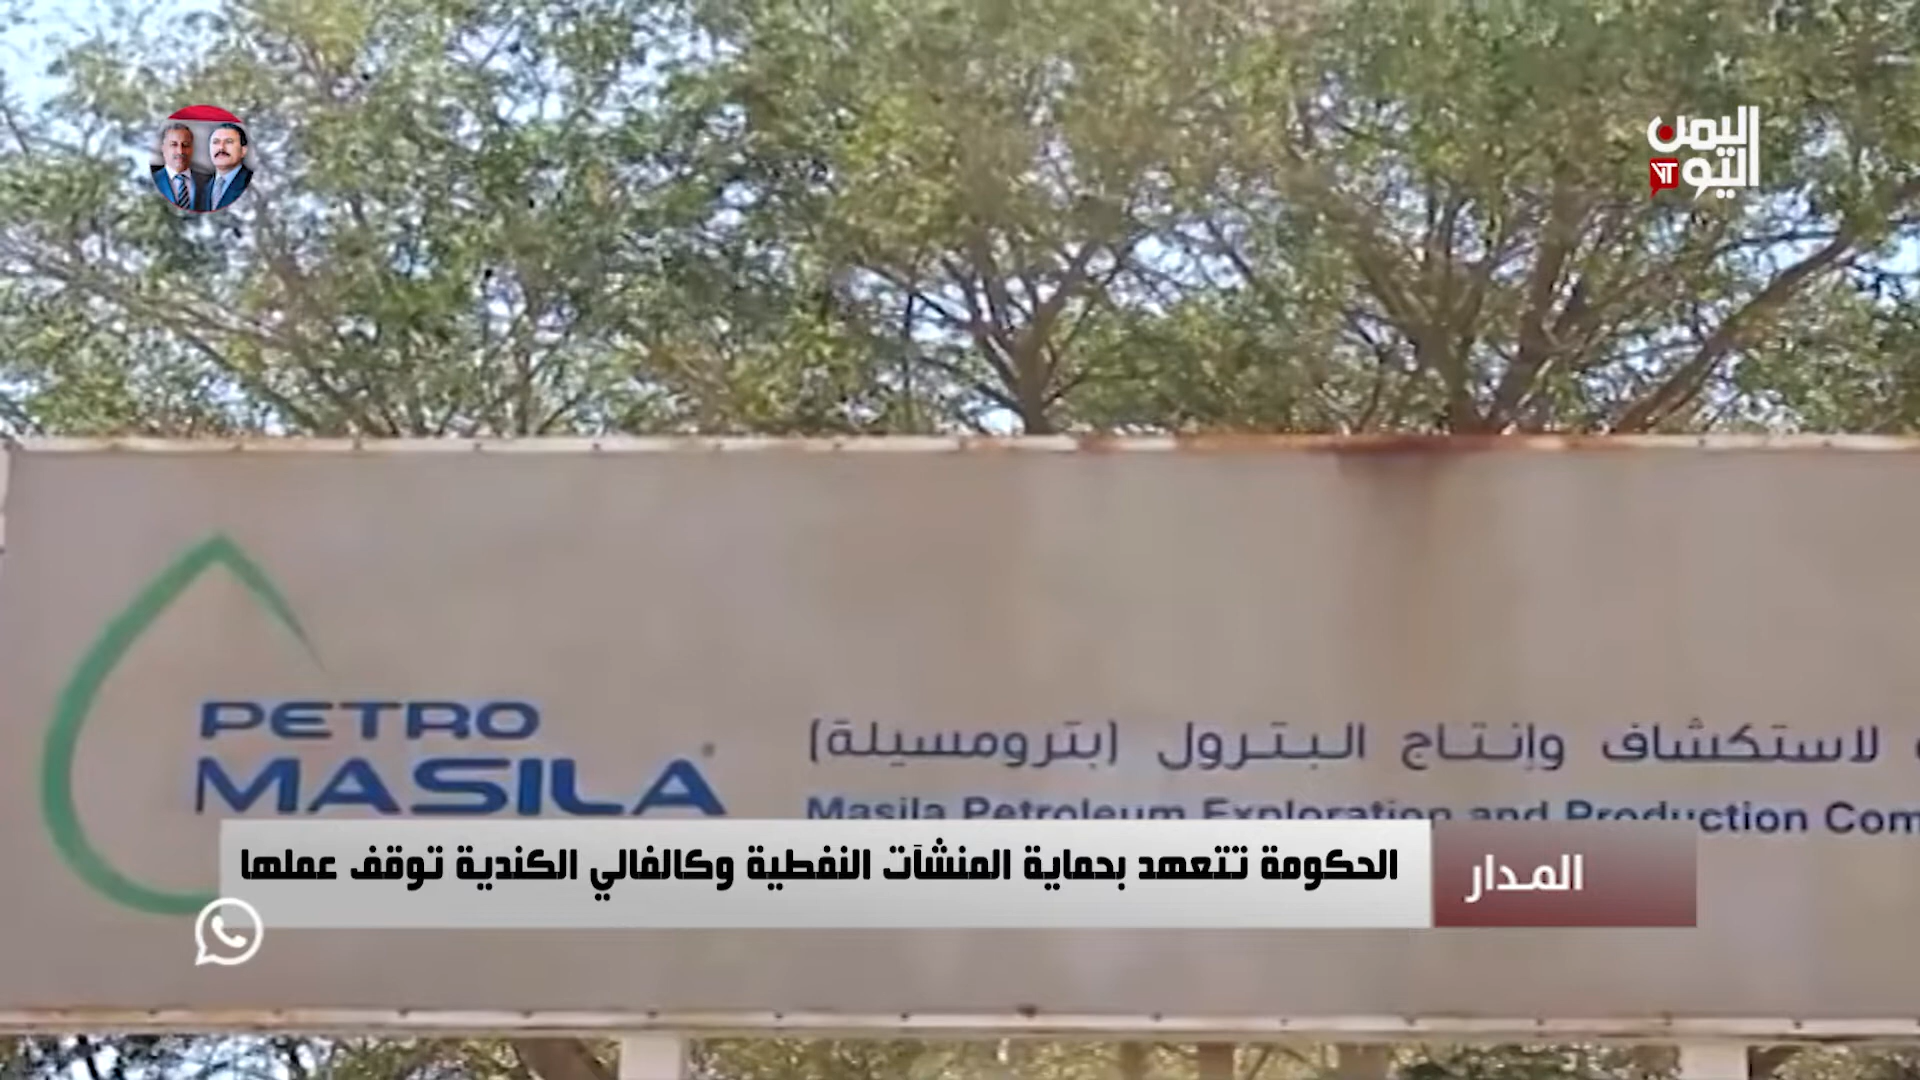 اليمن
اليوم
YT
PETRO
MASILA
لاستكشاف وإنتاج البترول (بترومسيلة)
Masila Petroleum Exploration and Production Com
المدار
الحكومة تتعهد بحماية المنشآت النفطية وكالفالي الكندية توقف عملها